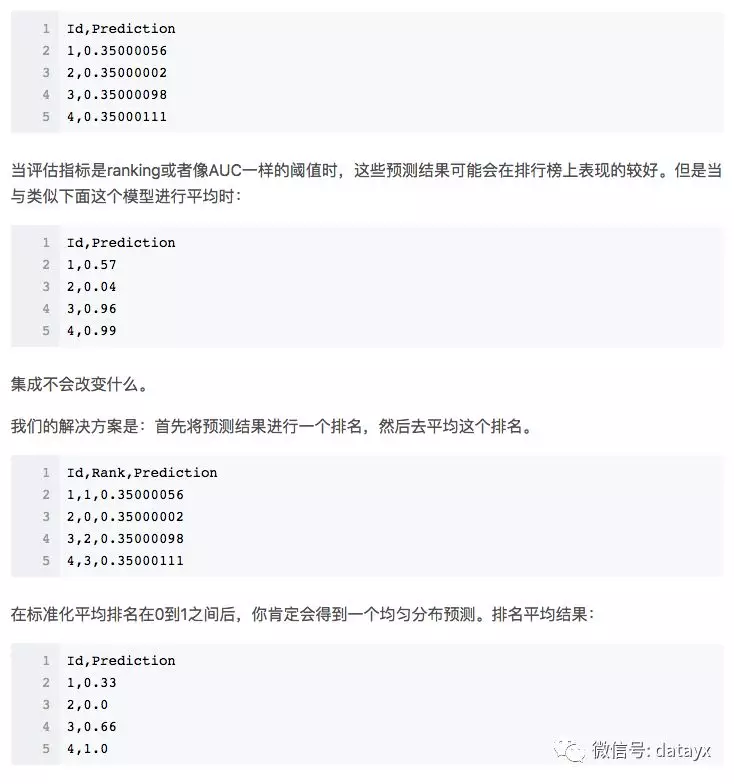 1 Id,Prediction
2 1,0.35000056
3 2,0.35000002
4 3,0.35000098
5 4,0.35000111
当评估指标是ranking或者像AUC一样的阈值时，这些预测结果可能会在排行榜上表现的较好。但是当
与类似下面这个模型进行平均时：
1 Id,Prediction
2 1,0.57
3 2,0.04
4 3,0.96
5 4,0.99
集成不会改变什么。
我们的解决方案是：首先将预测结果进行一个排名，然后去平均这个排名。
1 Id,Rank,Prediction
2 1,1,0.35000056
3 2,0,0.35000002
4 3,2,0.35000098
5 4,3,0.35000111
在标准化平均排名在0到1之间后，你肯定会得到一个均匀分布预测。排名平均结果：
1 Id,Prediction
2 1,0.33
3 2,0.0
4 3,0.66
5 4,1.0
微信号: datayx